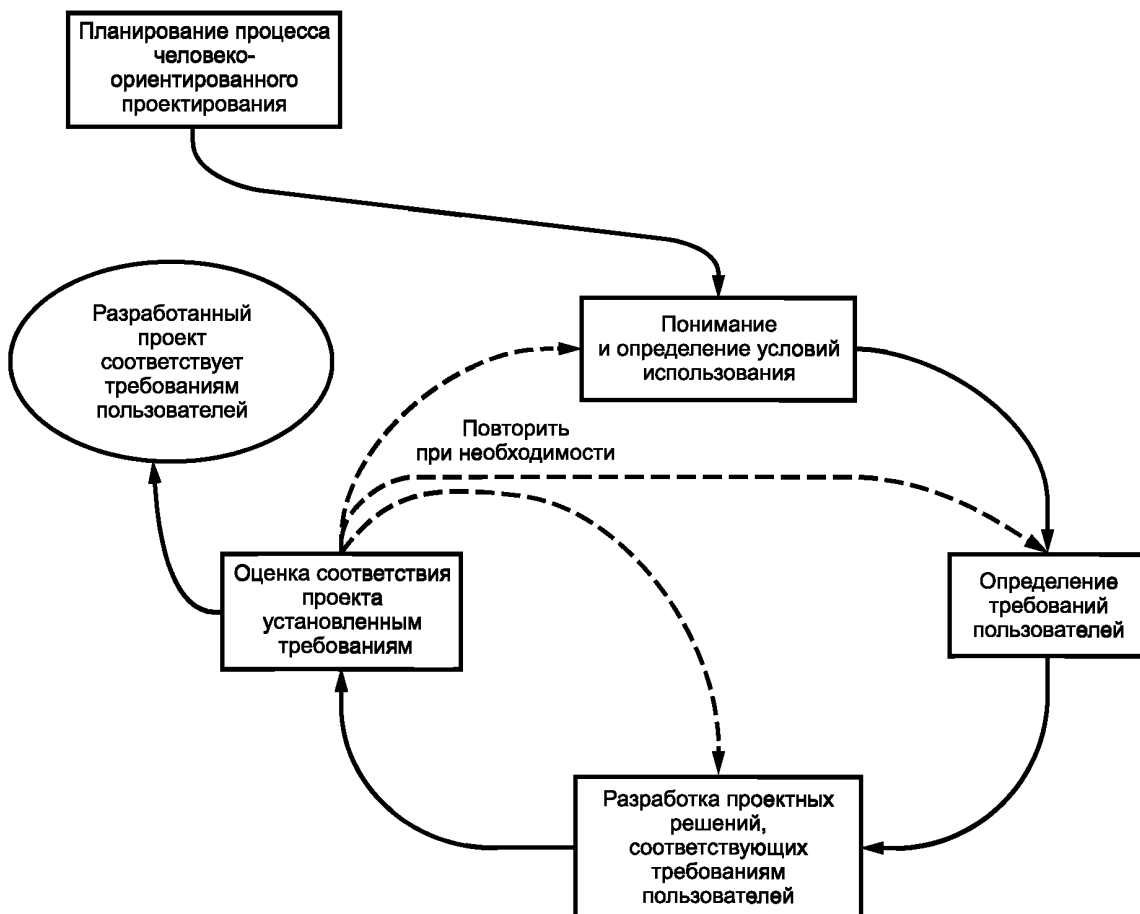 Планирование процесса
человеко-
ориентированного
проектирования
Разработанный
проект
соответствует
требованиям
пользователей
Понимание
и определение условий
использования
Повторить
при необходимости
Оценка соответствия
проекта
установленным
требованиям
Определение
требований
пользователей
Разработка проектных
решений,
соответствующих
требованиям
пользователей